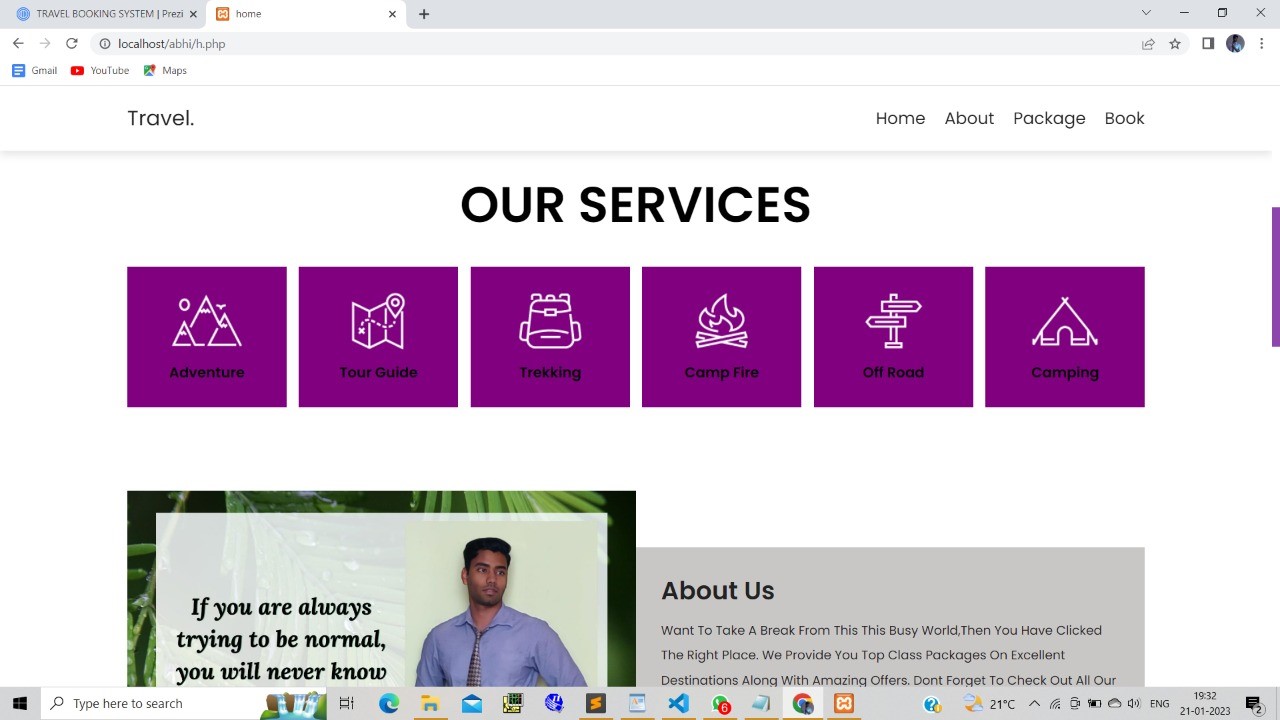 TRAVEL BOOKING SYSTEM | Prezi
home
localhost/abhi/h.php
Gmail YouTube Maps
Travel.
Home About Package Book
OUR SERVICES
Adventure Tour Guide Trekking Camp Fire Off Road Camping
If you are always
trying to be normal,
you will never know
About Us
Want To Take A Break From This This Busy World,Then You Have Clicked
The Right Place. We Provide You Top Class Packages On Excellent
Destinations Along With Amazing Offers. Dont Forget To Check Out All Our
Type here to search
6
21°C
ENG
19:32
21-01-2023
2